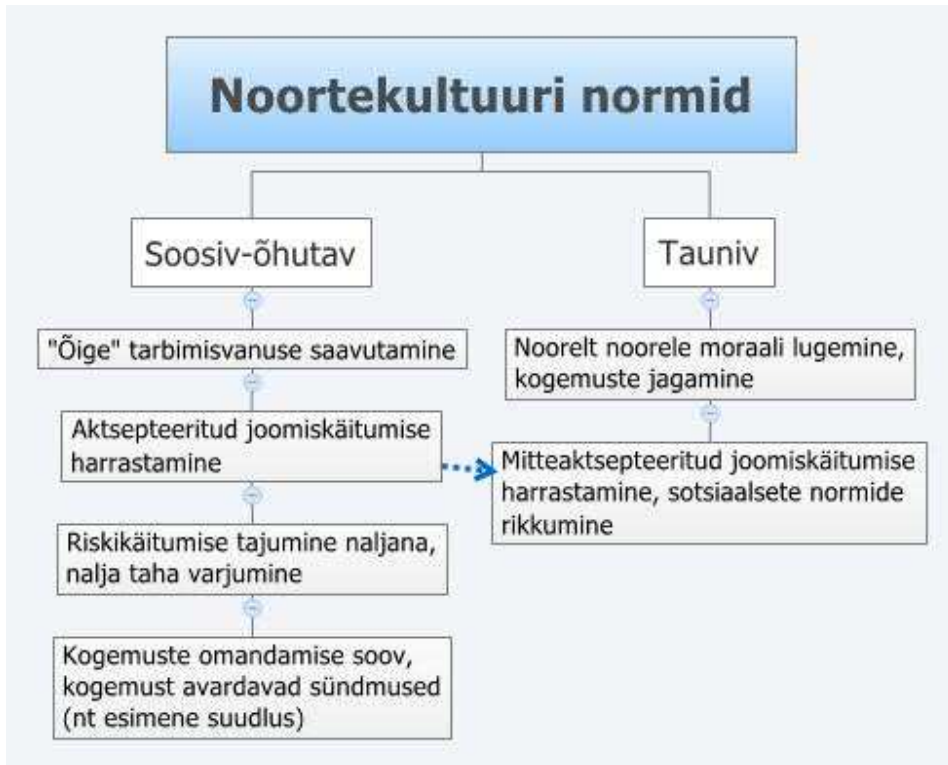 Noortekultuuri normid
Soosiv-õhutav
"Õige" tarbimisvanuse saavutamine
Aktsepteeritud joomiskäitumise
harrastamine
Riskikäitumise tajumine naljana,
nalja taha varjumine
Kogemuste omandamise soov,
kogemust avardavad sündmused
(nt esimene suudlus)
Tauniv
Noorelt noorele moraali lugemine,
kogemuste jagamine
Mitteaktsepteeritud joomiskäitumise
harrastamine, sotsiaalsete normide
rikkumine